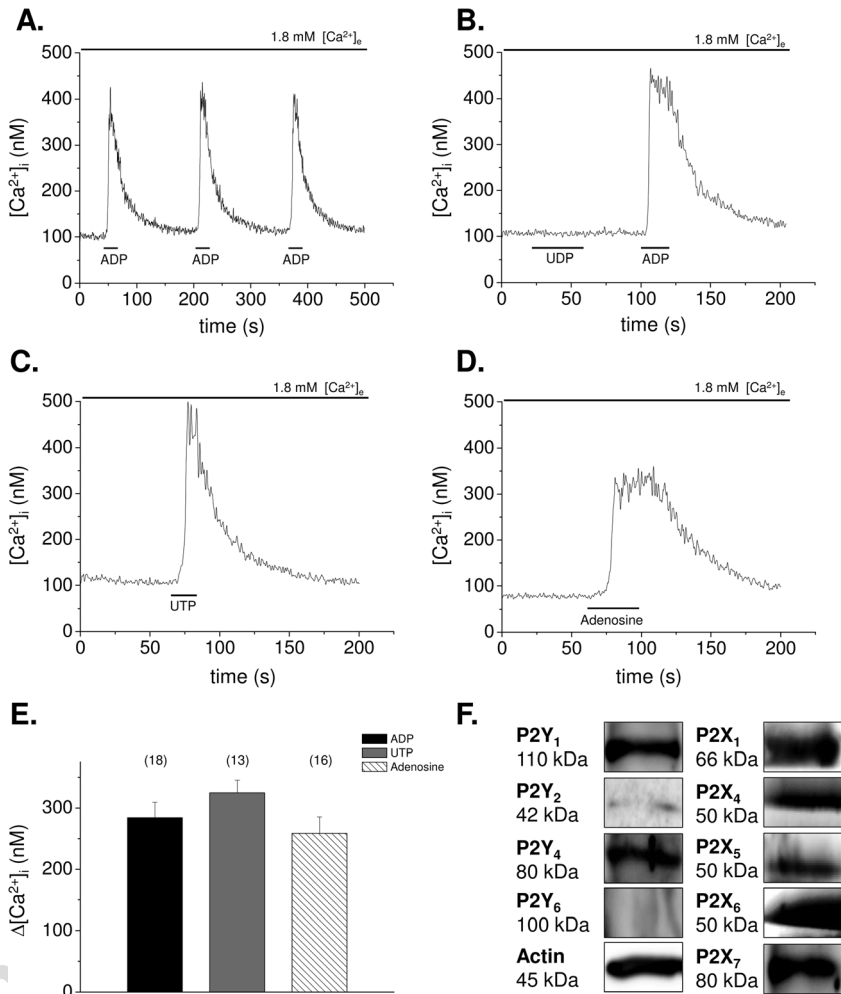 A.
1.8 mM [Ca²⁺]ₑ
500
400
300
200
100
0
[Ca²⁺]ᵢ (nM)
ADP
ADP
ADP
0 100 200 300 400 500
time (s)
B.
1.8 mM [Ca²⁺]ₑ
500
400
300
200
100
0
[Ca²⁺]ᵢ (nM)
UDP
ADP
0 50 100 150 200
time (s)
C.
1.8 mM [Ca²⁺]ₑ
500
400
300
200
100
0
[Ca²⁺]ᵢ (nM)
UTP
0 50 100 150 200
time (s)
D.
1.8 mM [Ca²⁺]ₑ
500
400
300
200
100
0
[Ca²⁺]ᵢ (nM)
Adenosine
0 50 100 150 200
time (s)
E.
ADP
UTP
Adenosine
(18) (13) (16)
300
200
100
0
Δ[Ca²⁺]ᵢ (nM)
F.
P2Y₁
110 kDa
P2Y₂
42 kDa
P2Y₄
80 kDa
P2Y₆
100 kDa
Actin
45 kDa
P2X₁
66 kDa
P2X₄
50 kDa
P2X₅
50 kDa
P2X₆
50 kDa
P2X₇
80 kDa